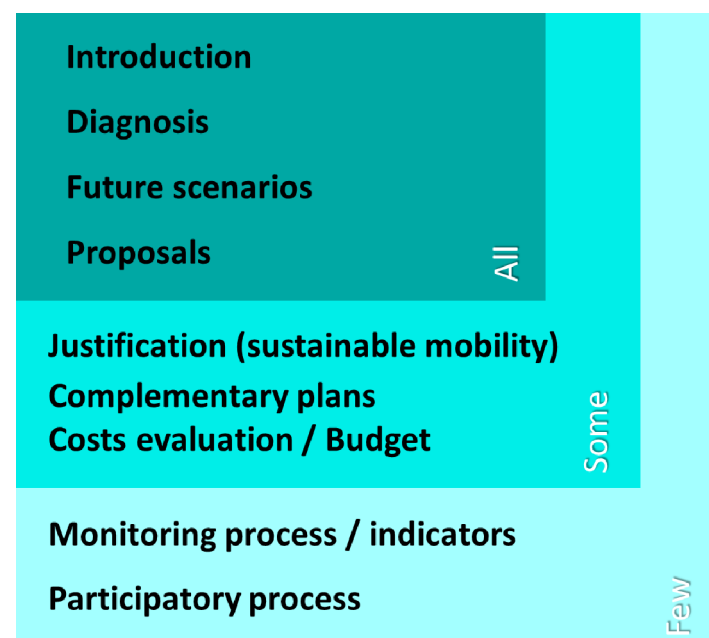 Introduction
Diagnosis
Future scenarios
Proposals
All
Justification (sustainable mobility)
Complementary plans
Costs evaluation / Budget
Some
Monitoring process / indicators
Participatory process
Few